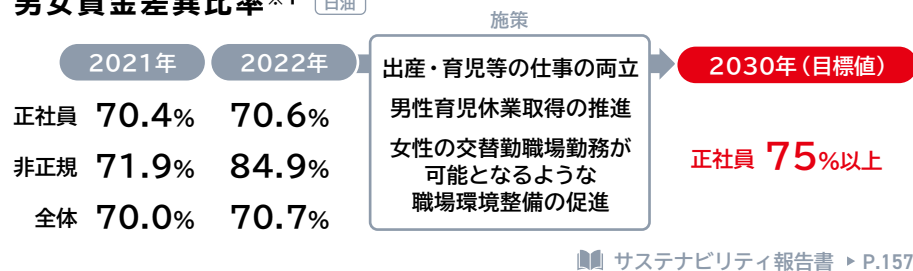 男女賃金差異比率※1 日油
施策
2021年 2022年
正社員 70.4% 70.6%
非正規 71.9% 84.9%
全体 70.0% 70.7%
出産・育児等の仕事の両立
男性育児休業取得の推進
女性の交替勤職場勤務が
可能となるような
職場環境整備の促進
2030年（目標値）
正社員 75%以上
サステナビリティ報告書 ▶ P.157